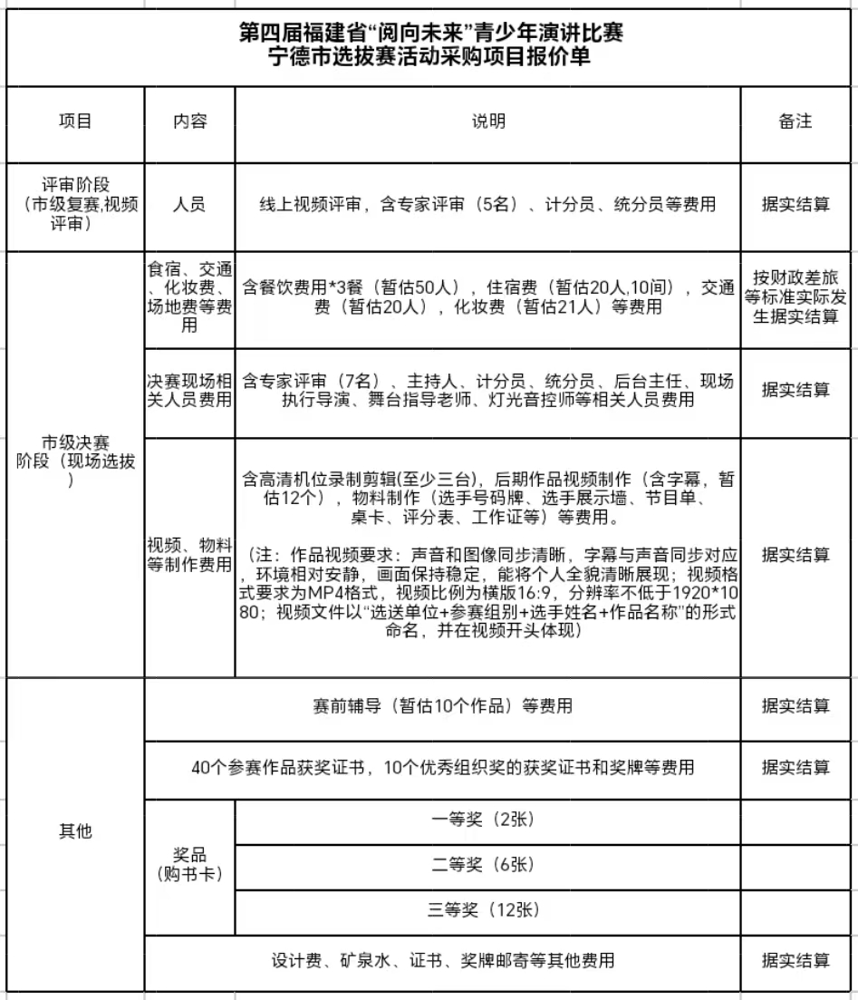 第四届福建省“阅向未来”青少年演讲比赛
宁德市选拔赛活动采购项目报价单
项目
内容
说明
备注
评审阶段
（市级复赛,视频
评审）
人员
线上视频评审，含专家评审（5名）、计分员、统分员等费用
据实结算
市级决赛
阶段（现场选拔
）
食宿、交通
、化妆费、
场地费等费
用
含餐饮费用*3餐（暂估50人），住宿费（暂估20人,10间），交通
费（暂估20人），化妆费（暂估21人）等费用
按财政差旅
等标准实际发
生据实结算
决赛现场相
关人员费用
含专家评审（7名）、主持人、计分员、统分员、后台主任、现场
执行导演、舞台指导老师、灯光音控师等相关人员费用
据实结算
视频、物料
等制作费用
含高清机位录制剪辑(至少三台)，后期作品视频制作（含字幕，暂
估12个），物料制作（选手号码牌、选手展示墙、节目单、
桌卡、评分表、工作证等）等费用。
（注：作品视频要求：声音和图像同步清晰，字幕与声音同步对应
，环境相对安静，画面保持稳定，能将个人全貌清晰展现；视频格
式要求为MP4格式，视频比例为横版16:9，分辨率不低于1920*10
80；视频文件以“选送单位+参赛组别+选手姓名+作品名称”的形式
命名，并在视频开头体现）
据实结算
其他
赛前辅导（暂估10个作品）等费用
据实结算
40个参赛作品获奖证书，10个优秀组织奖的获奖证书和奖牌等费用
据实结算
奖品
（购书卡）
一等奖（2张）
二等奖（6张）
三等奖（12张）
设计费、矿泉水、证书、奖牌邮寄等其他费用
据实结算